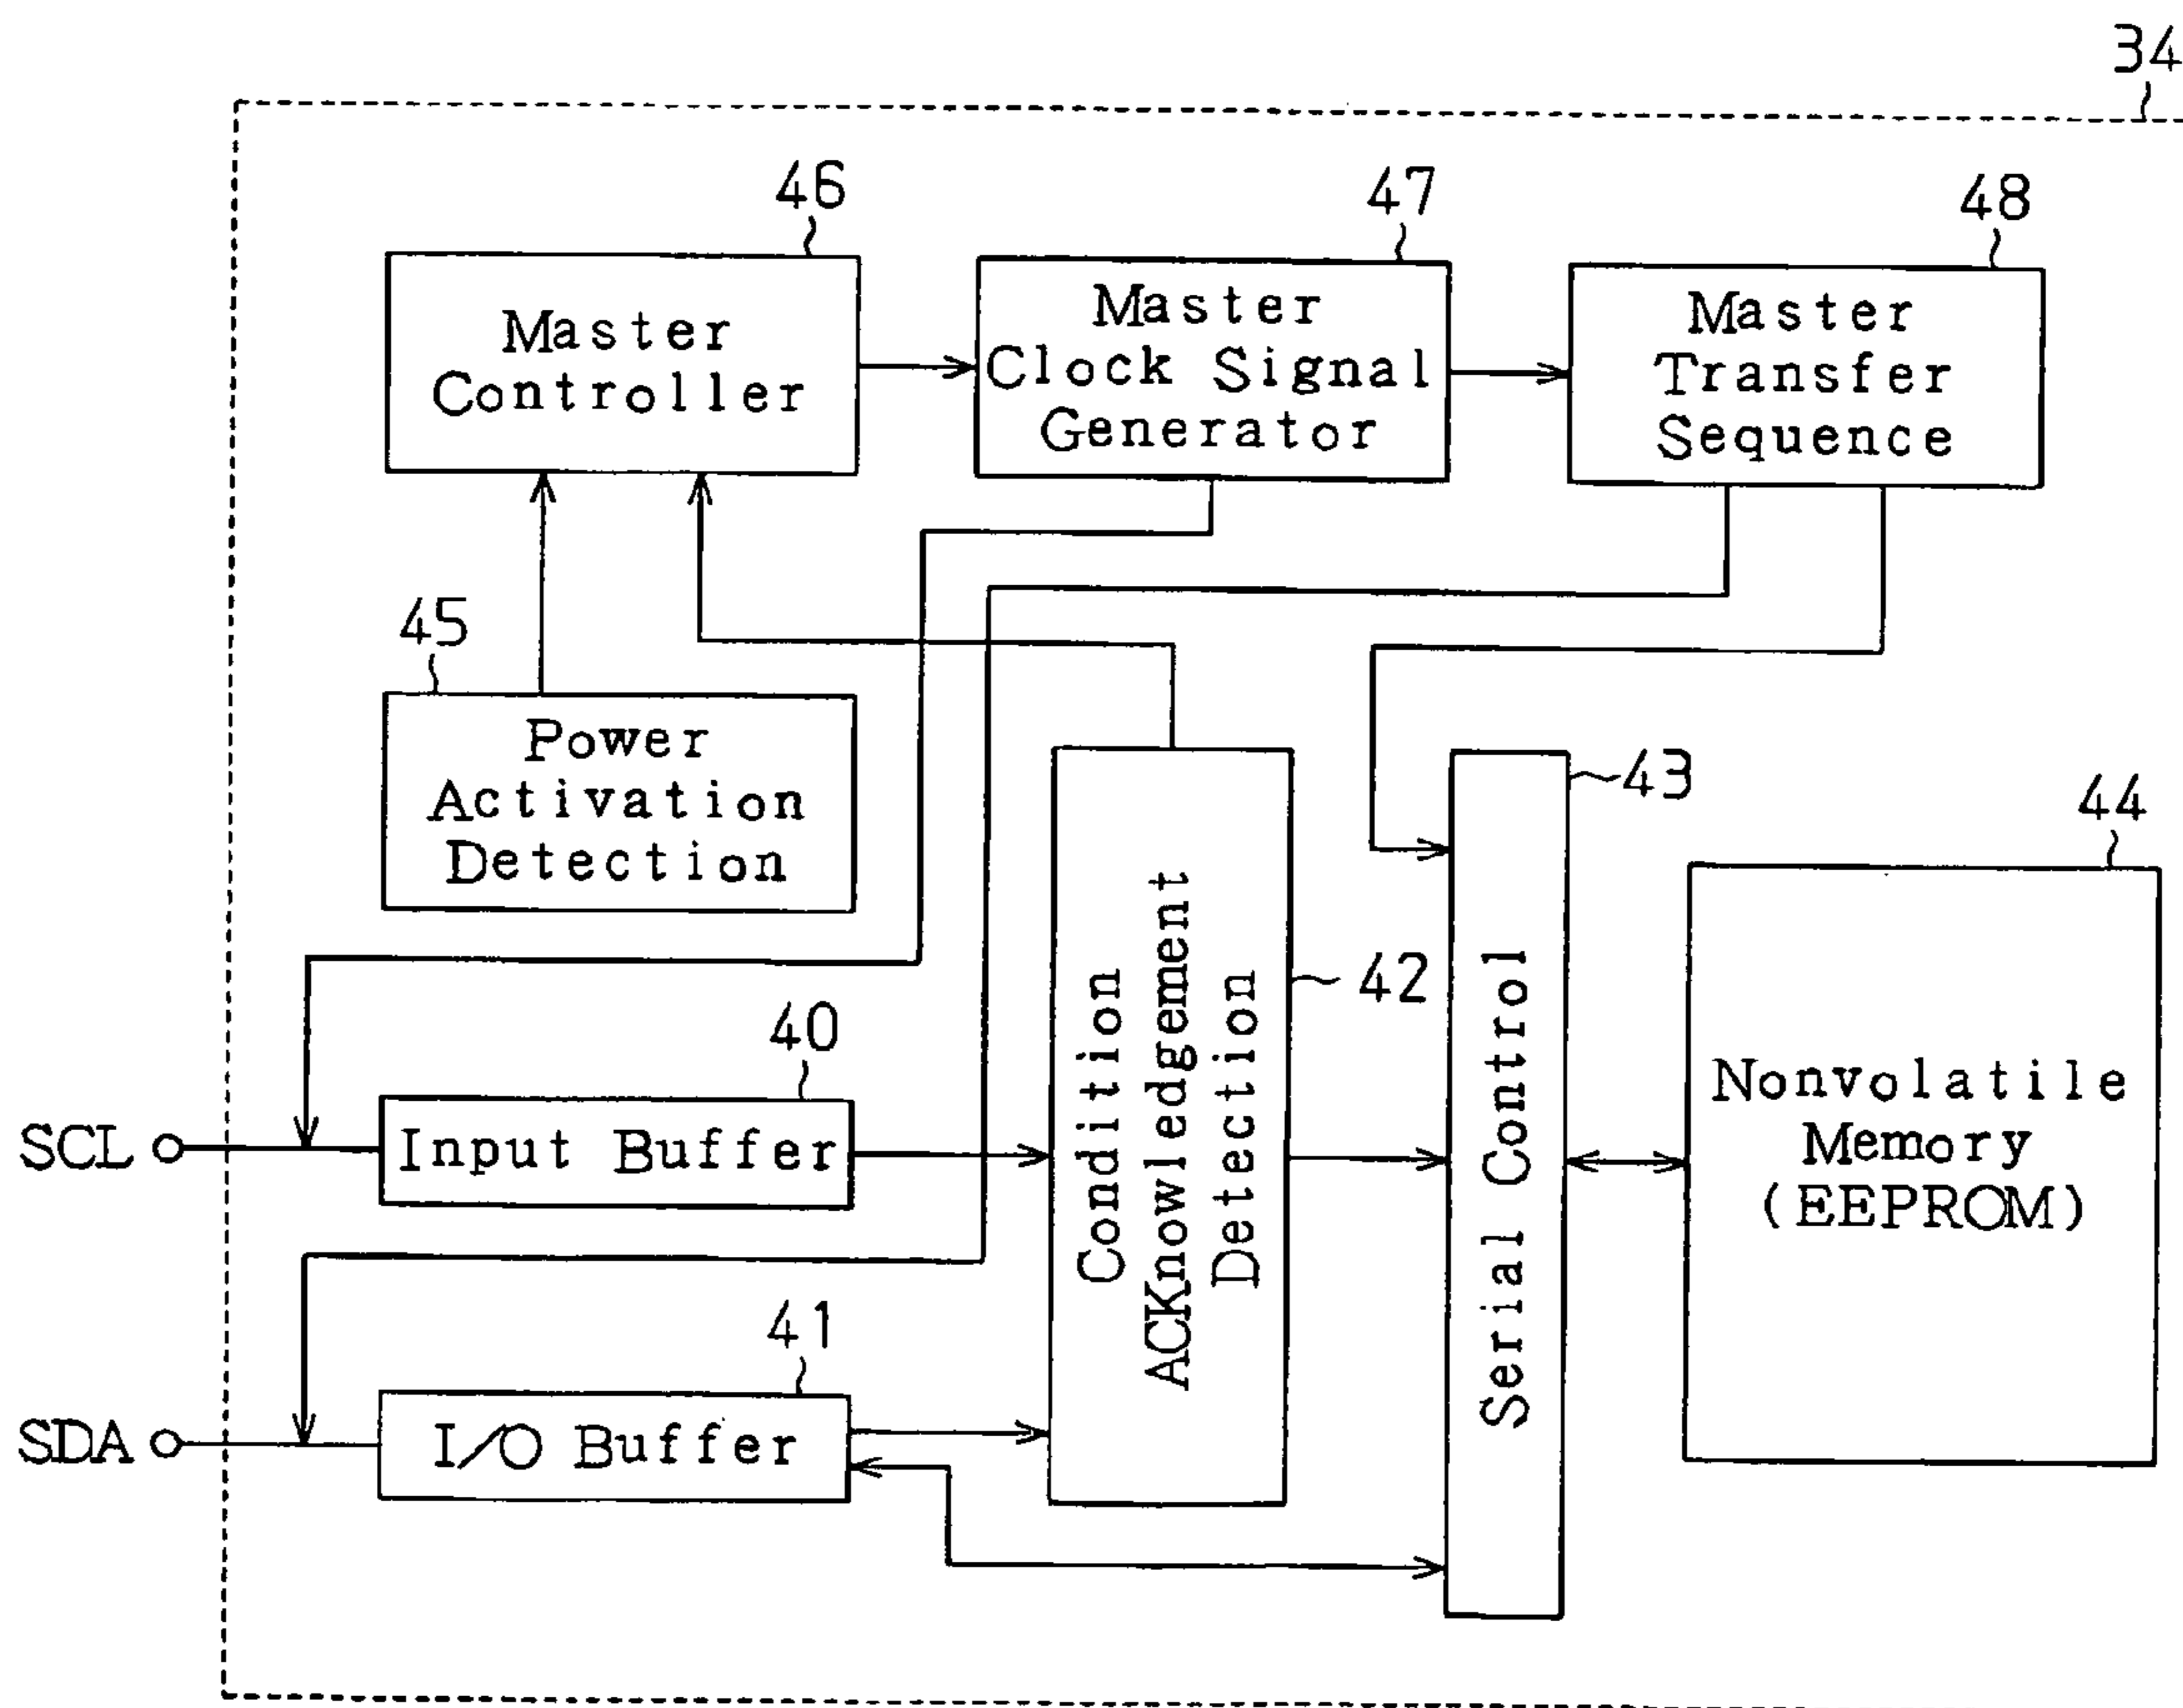 34
46
47
48
Master
Controller
Master
Clock Signal
Generator
Master
Transfer
Sequence
45
Power
Activation
Detection
43
44
42
Condition
ACKnowledgement
Detection
Serial Control
Nonvolatile
Memory
(EEPROM)
40
SCL
Input Buffer
41
SDA
I/O Buffer